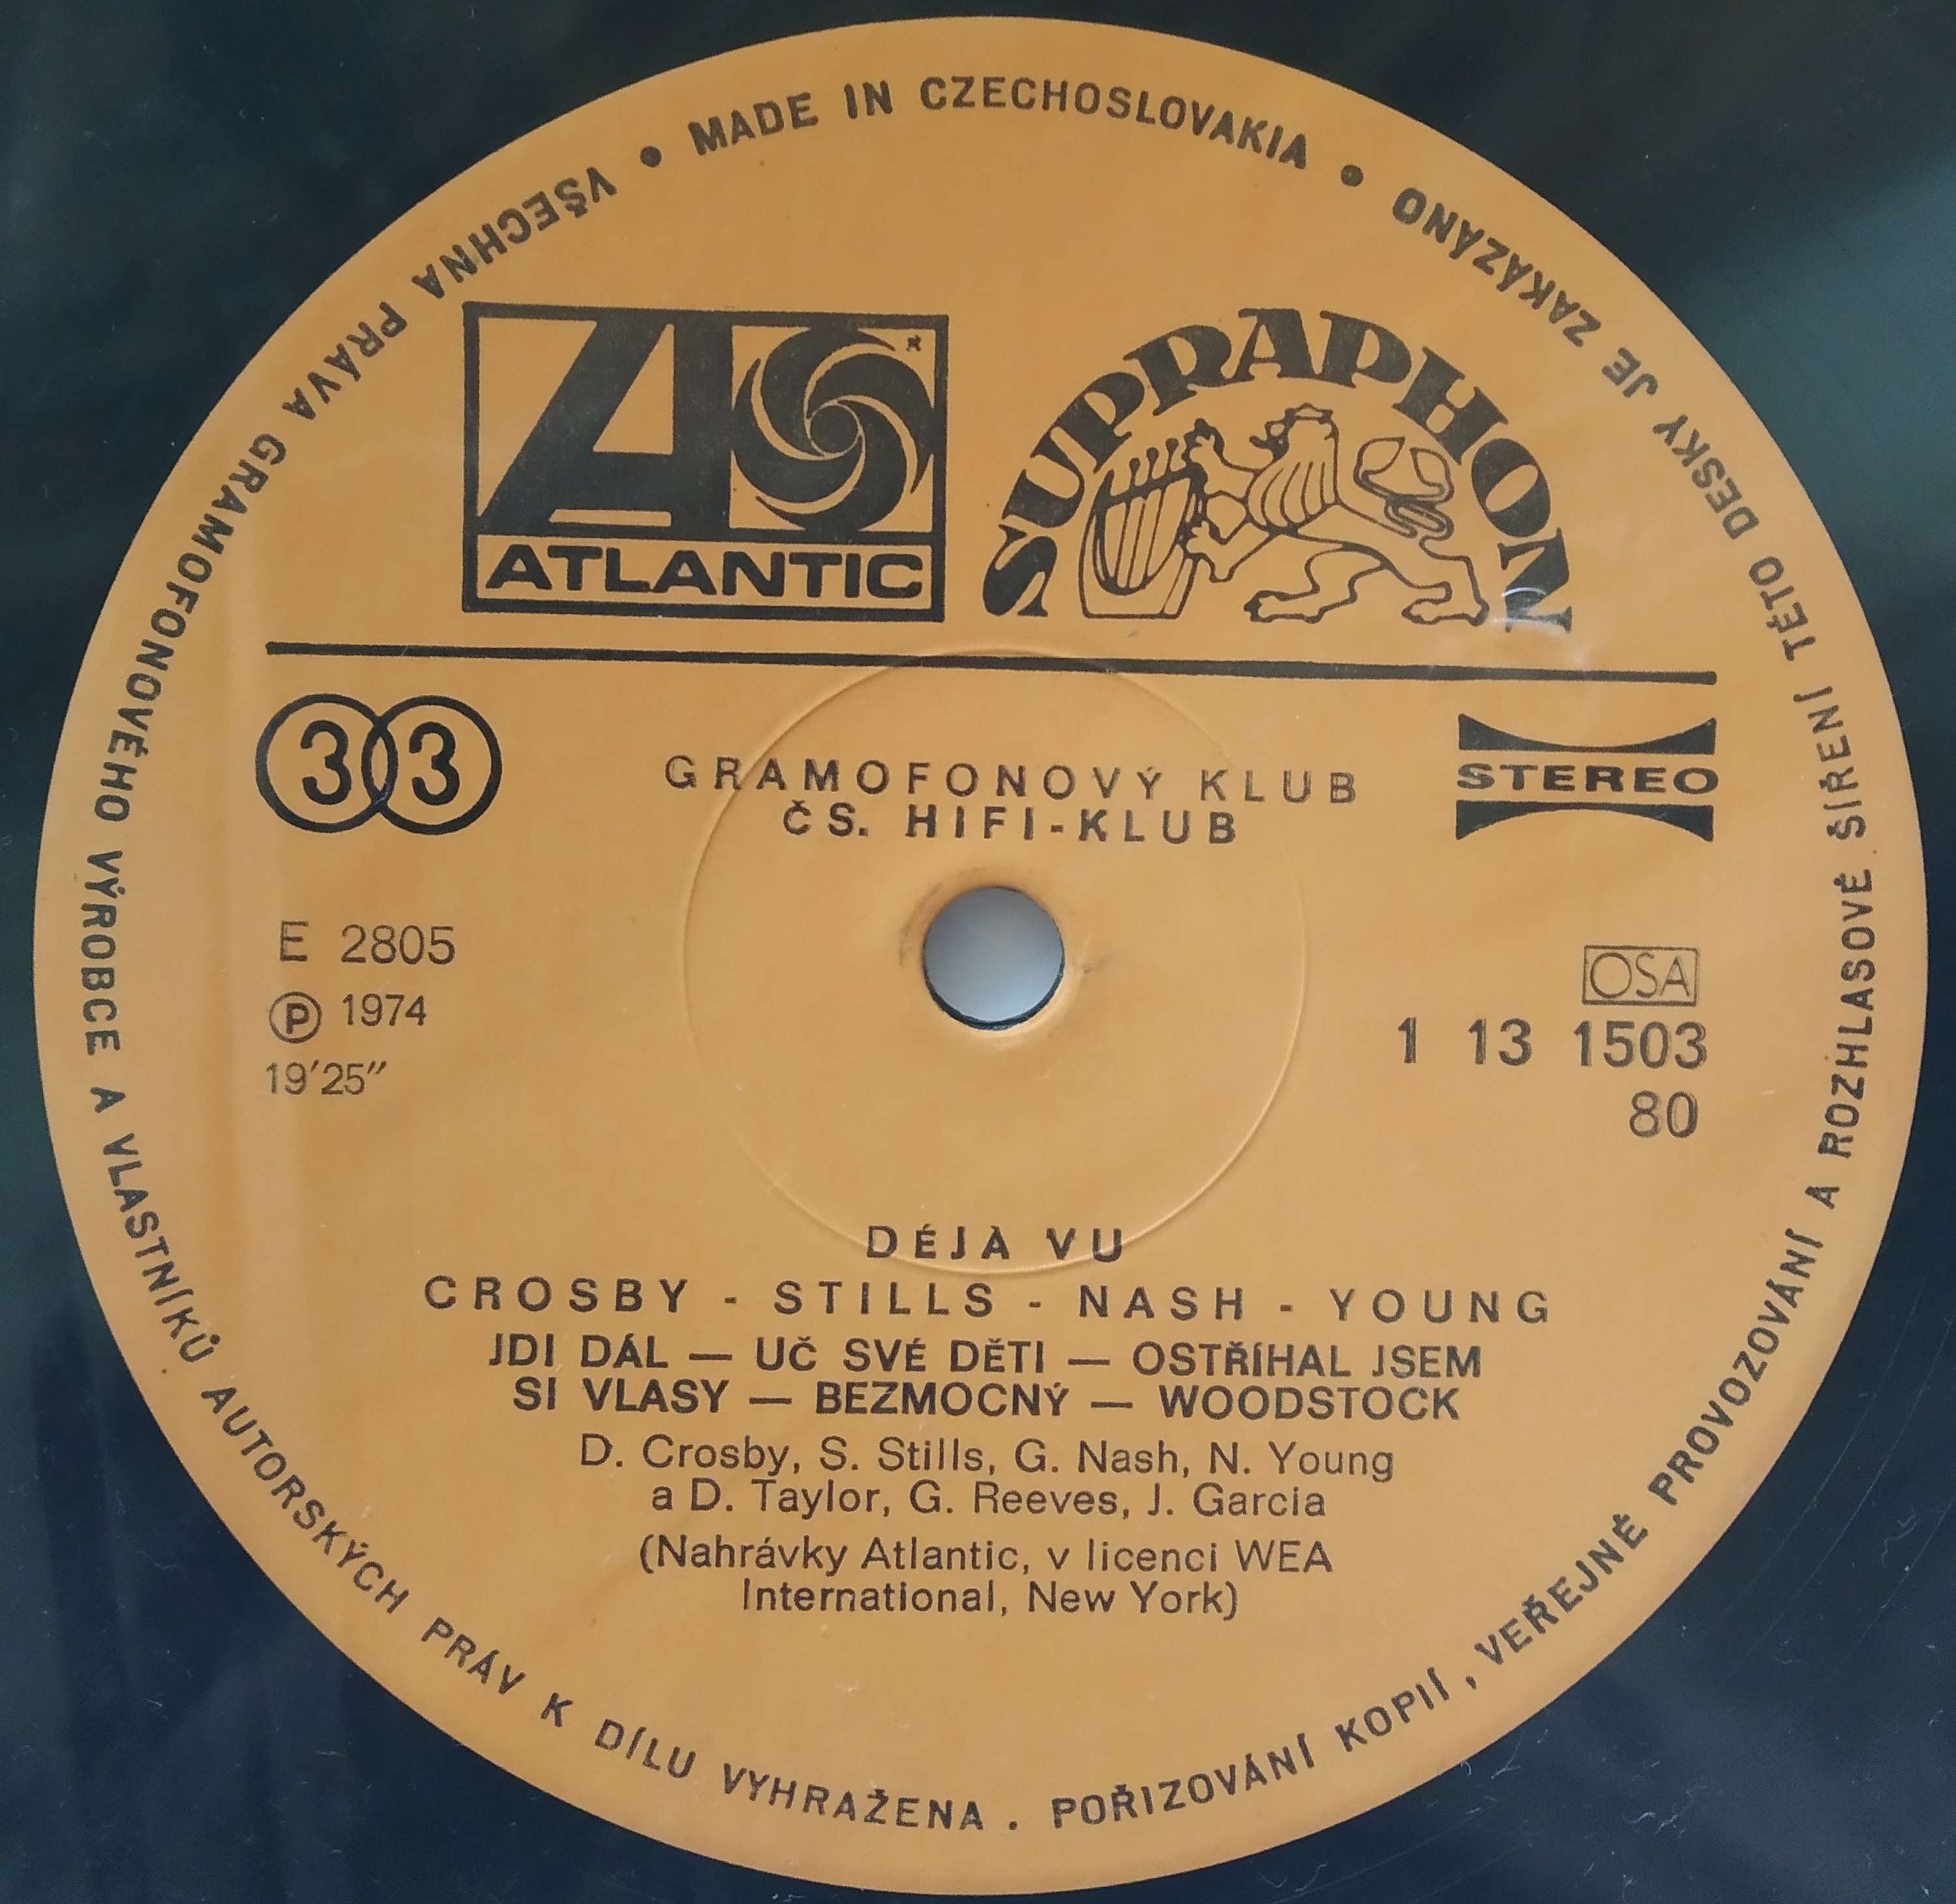 MADE IN CZECHOSLOVAKIA • VŠECHNA PRÁVA GRAMOFONOVÉHO VÝROBCE A VLASTNÍKŮ AUTORSKÝCH PRÁV K DÍLU VYHRAŽENA . POŘIZOVÁNÍ KOPIÍ, VEŘEJNÉ PROVOZOVÁNÍ A ROZHLASOVÉ ŠÍŘENÍ TÉTO DESKY JE ZAKÁZÁNO •
ATLANTIC
SUPRAPHON
33
GRAMOFONOVÝ KLUB
ČS. HIFI-KLUB
STEREO
E 2805
Ⓟ 1974
19′25″
OSA
1 13 1503
80
DÉJÀ VU
CROSBY - STILLS - NASH - YOUNG
JDI DÁL — UČ SVÉ DĚTI — OSTŘÍHAL JSEM
SI VLASY — BEZMOCNÝ — WOODSTOCK
D. Crosby, S. Stills, G. Nash, N. Young
a D. Taylor, G. Reeves, J. Garcia
(Nahrávky Atlantic, v licenci WEA
International, New York)